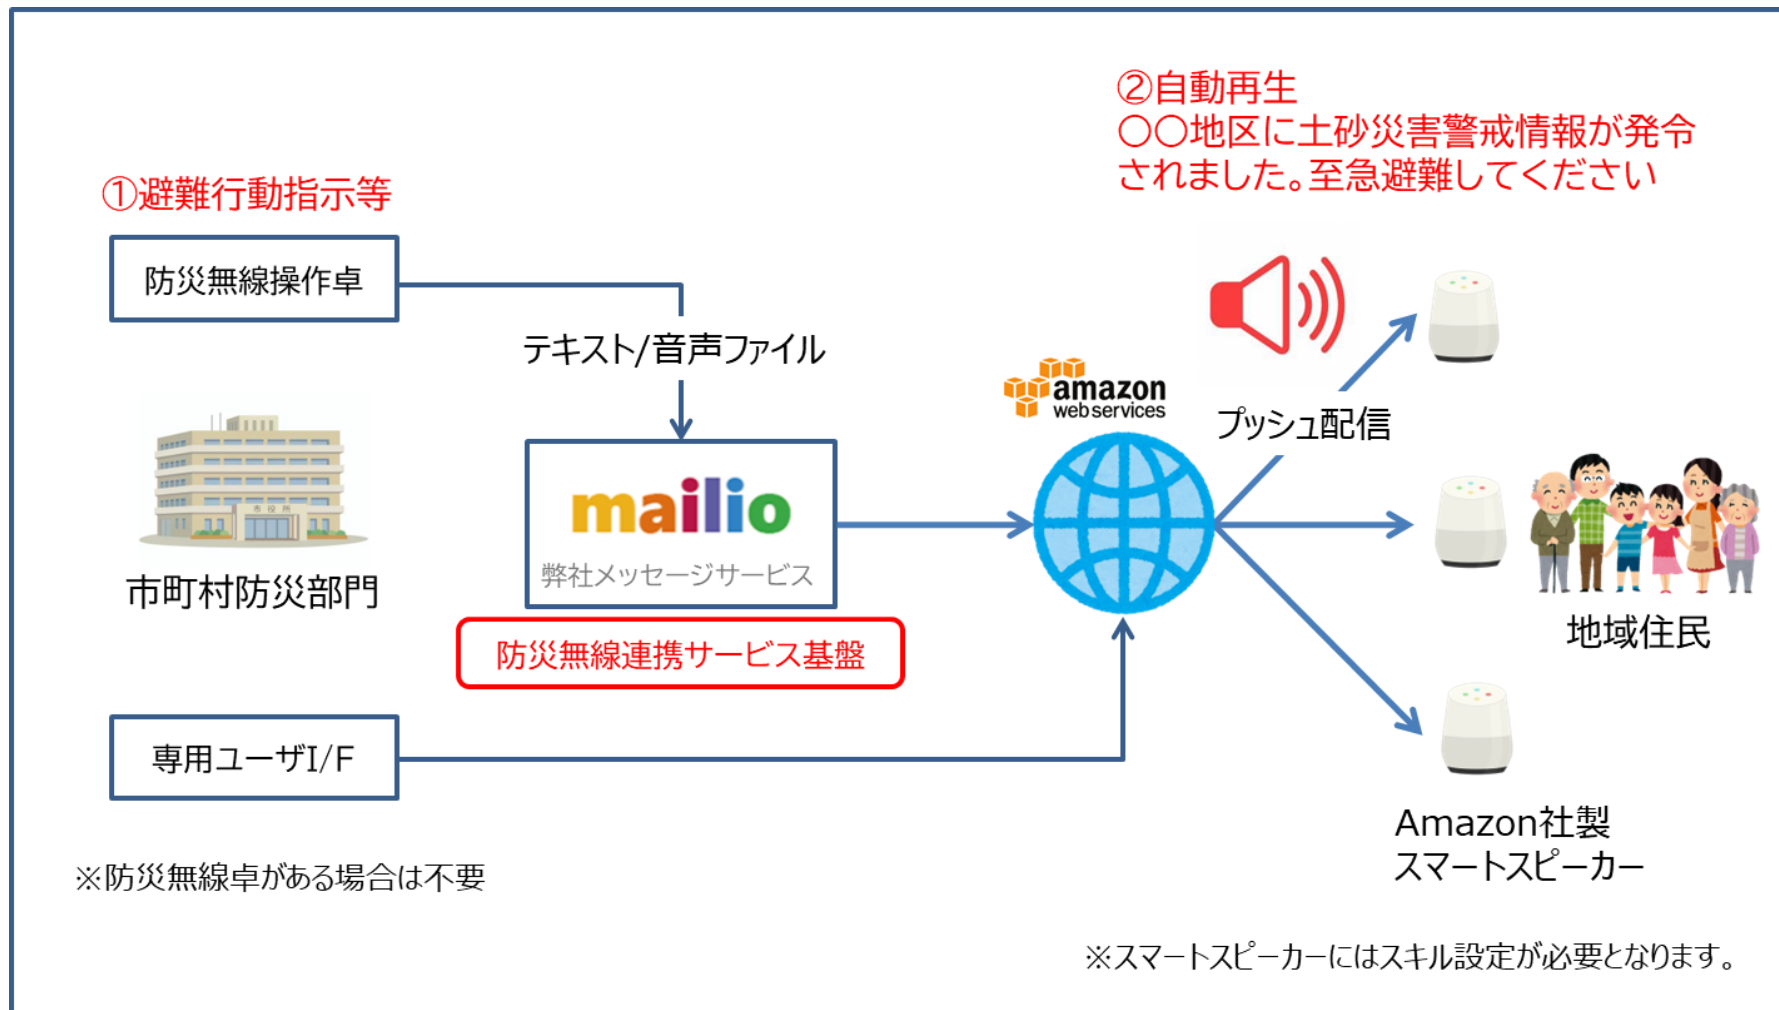 ①避難行動指示等
防災無線操作卓
テキスト/音声ファイル
市役所
市町村防災部門
mailio
弊社メッセージサービス
防災無線連携サービス基盤
専用ユーザI/F
※防災無線卓がある場合は不要
②自動再生
〇〇地区に土砂災害警戒情報が発令
されました。至急避難してください
amazon
web services
プッシュ配信
地域住民
Amazon社製
スマートスピーカー
※スマートスピーカーにはスキル設定が必要となります。